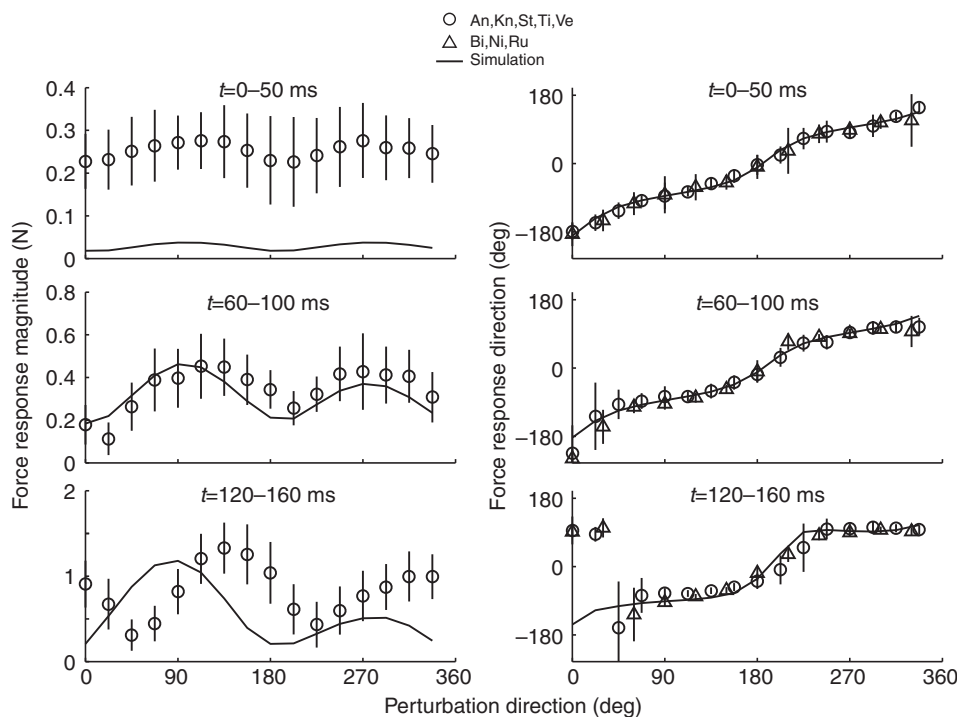 An,Kn,St,Ti,Ve
Bi,Ni,Ru
Simulation
t=0–50 ms
0.4
0.3
0.2
0.1
0
t=60–100 ms
0.8
0.6
0.4
0.2
0
t=120–160 ms
2
1
0
0 90 180 270 360
Force response magnitude (N)
t=0–50 ms
180
0
−180
t=60–100 ms
180
0
−180
t=120–160 ms
180
0
−180
0 90 180 270 360
Force response direction (deg)
Perturbation direction (deg)